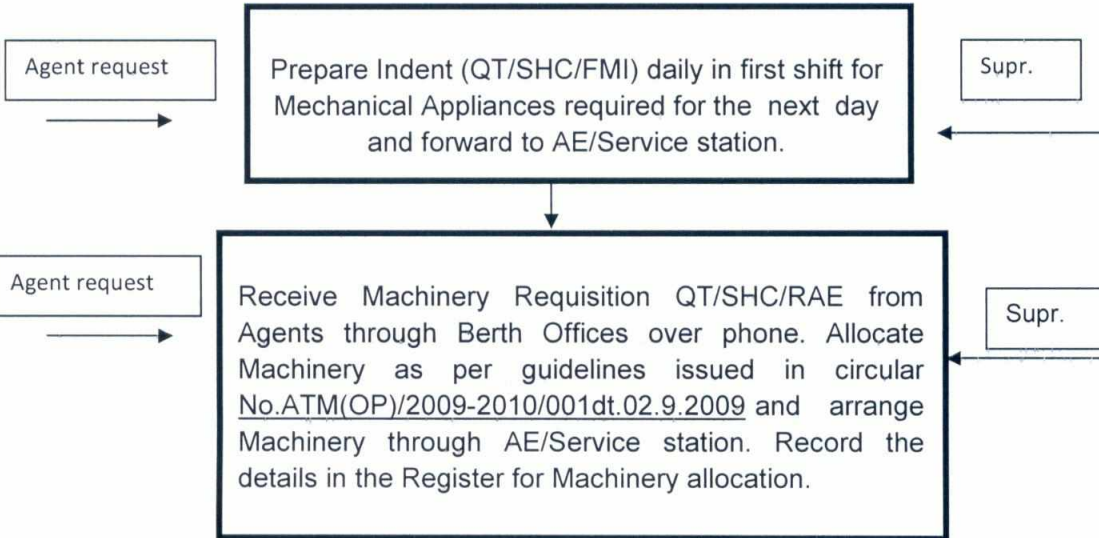 Agent request
Prepare Indent (QT/SHC/FMI) daily in first shift for
Mechanical Appliances required for the next day
and forward to AE/Service station.
Supr.
Agent request
Receive Machinery Requisition QT/SHC/RAE from
Agents through Berth Offices over phone. Allocate
Machinery as per guidelines issued in circular
No.ATM(OP)/2009-2010/001dt.02.9.2009 and arrange
Machinery through AE/Service station. Record the
details in the Register for Machinery allocation.
Supr.